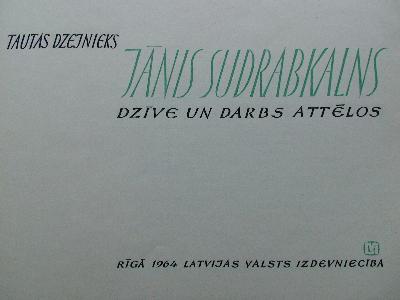 TAUTAS DZEJNIEKS
JĀNIS SUDRABKALNS
DZĪVE UN DARBS ATTĒLOS
RĪGĀ 1964 LATVIJAS VALSTS IZDEVNIECĪBA